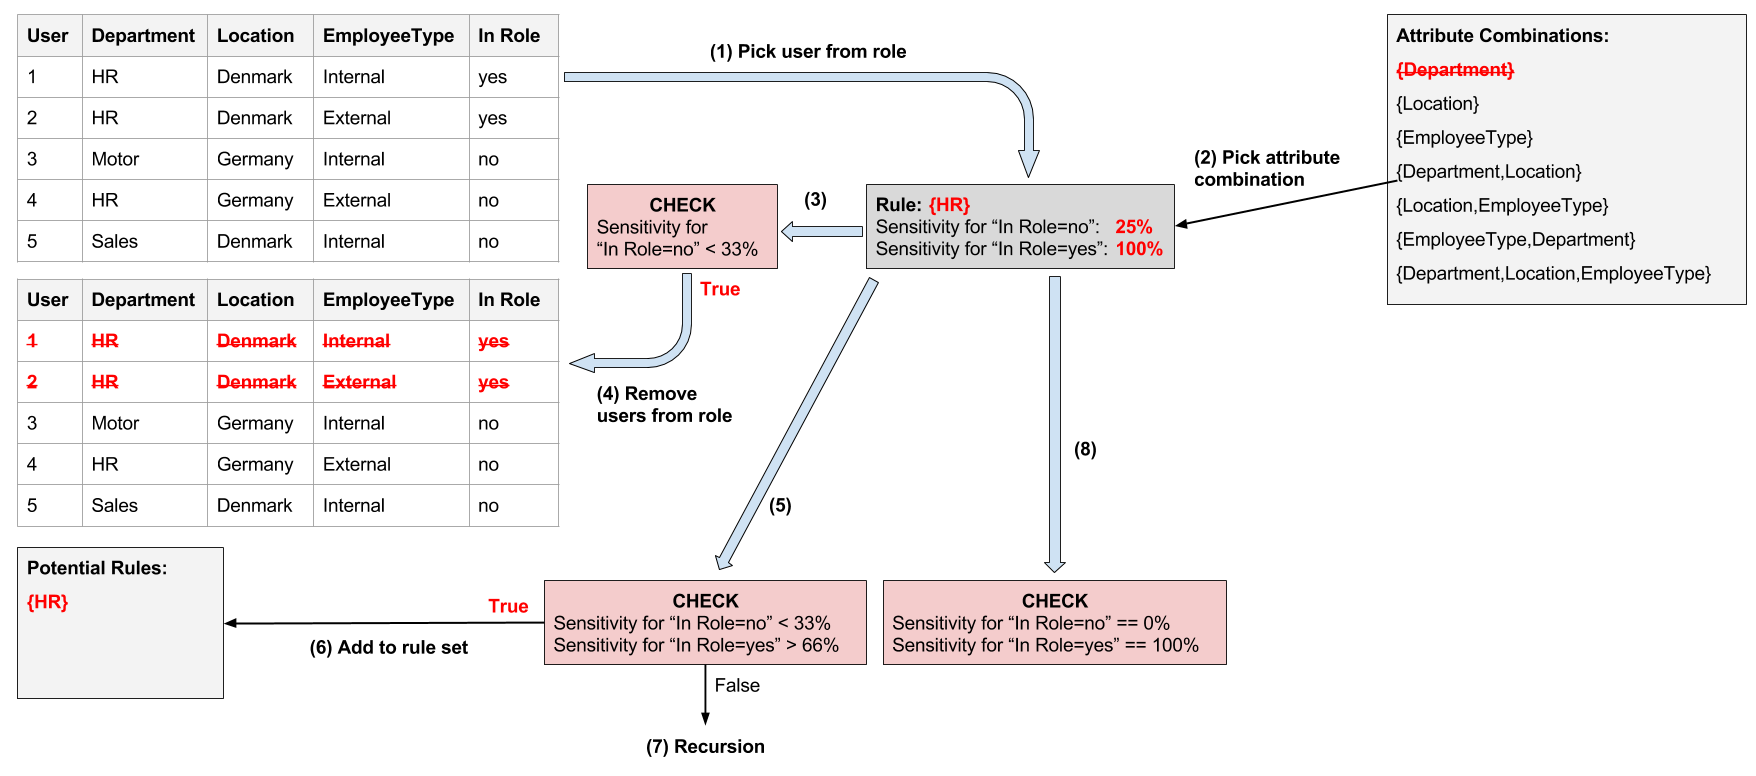 User Department Location EmployeeType In Role
1 HR Denmark Internal yes
2 HR Denmark External yes
3 Motor Germany Internal no
4 HR Germany External no
5 Sales Denmark Internal no
(1) Pick user from role
Attribute Combinations:
{Department}
{Location}
{EmployeeType}
{Department,Location}
{Location,EmployeeType}
{EmployeeType,Department}
{Department,Location,EmployeeType}
(2) Pick attribute
combination
Rule: {HR}
Sensitivity for “In Role=no”: 25%
Sensitivity for “In Role=yes”: 100%
(3)
CHECK
Sensitivity for
“In Role=no” < 33%
True
(4) Remove
users from role
User Department Location EmployeeType In Role
1 HR Denmark Internal yes
2 HR Denmark External yes
3 Motor Germany Internal no
4 HR Germany External no
5 Sales Denmark Internal no
(5)
(8)
CHECK
Sensitivity for “In Role=no” < 33%
Sensitivity for “In Role=yes” > 66%
CHECK
Sensitivity for “In Role=no” == 0%
Sensitivity for “In Role=yes” == 100%
True
(6) Add to rule set
Potential Rules:
{HR}
False
(7) Recursion